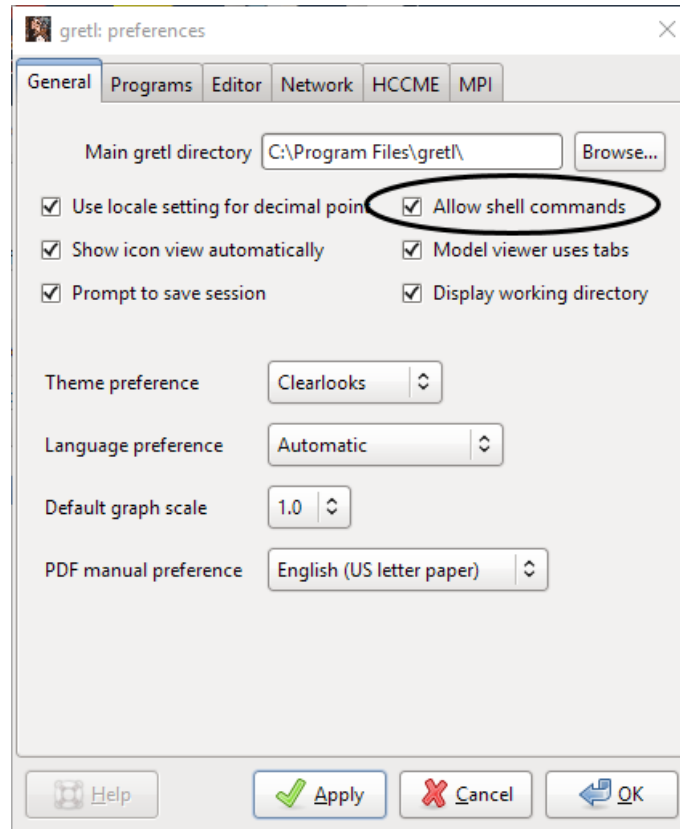 gretl: preferences
General Programs Editor Network HCCME MPI
Main gretl directory C:\Program Files\gretl\ Browse...
Use locale setting for decimal point Allow shell commands
Show icon view automatically Model viewer uses tabs
Prompt to save session Display working directory
Theme preference Clearlooks
Language preference Automatic
Default graph scale 1.0
PDF manual preference English (US letter paper)
Help Apply Cancel OK